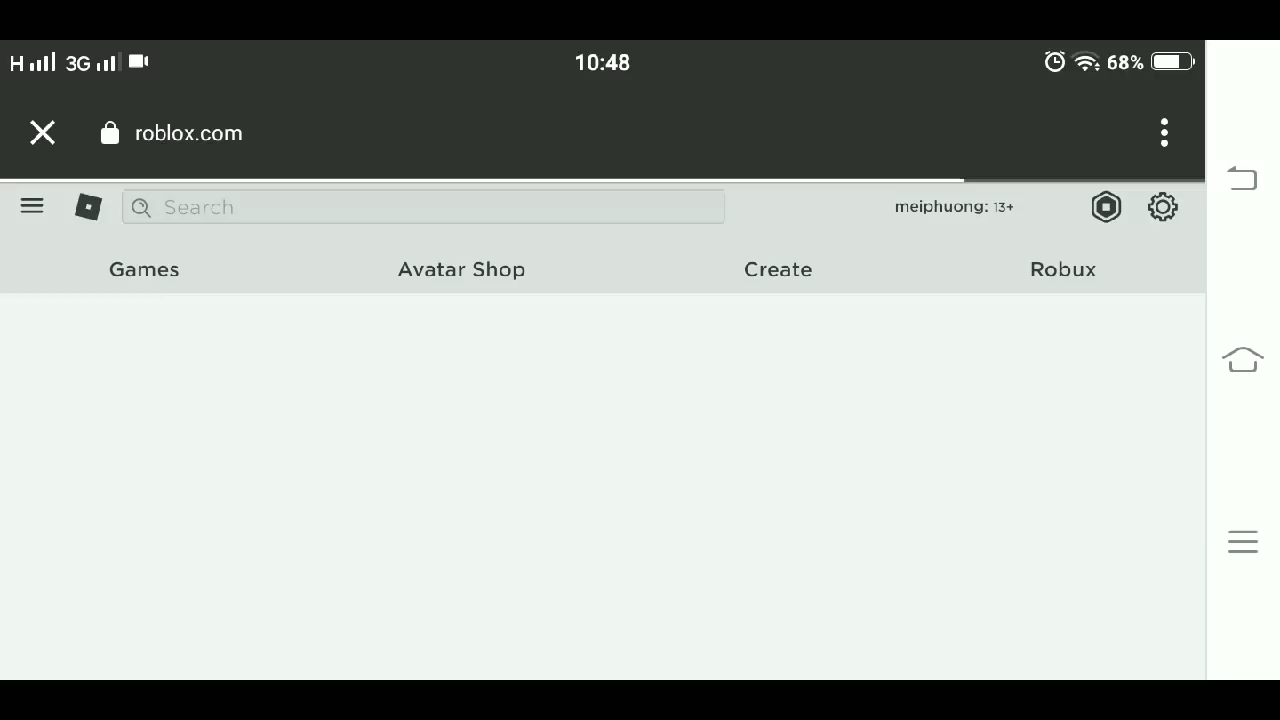 H 3G 10:48 68%
roblox.com
Search meiphuong: 13+
Games Avatar Shop Create Robux